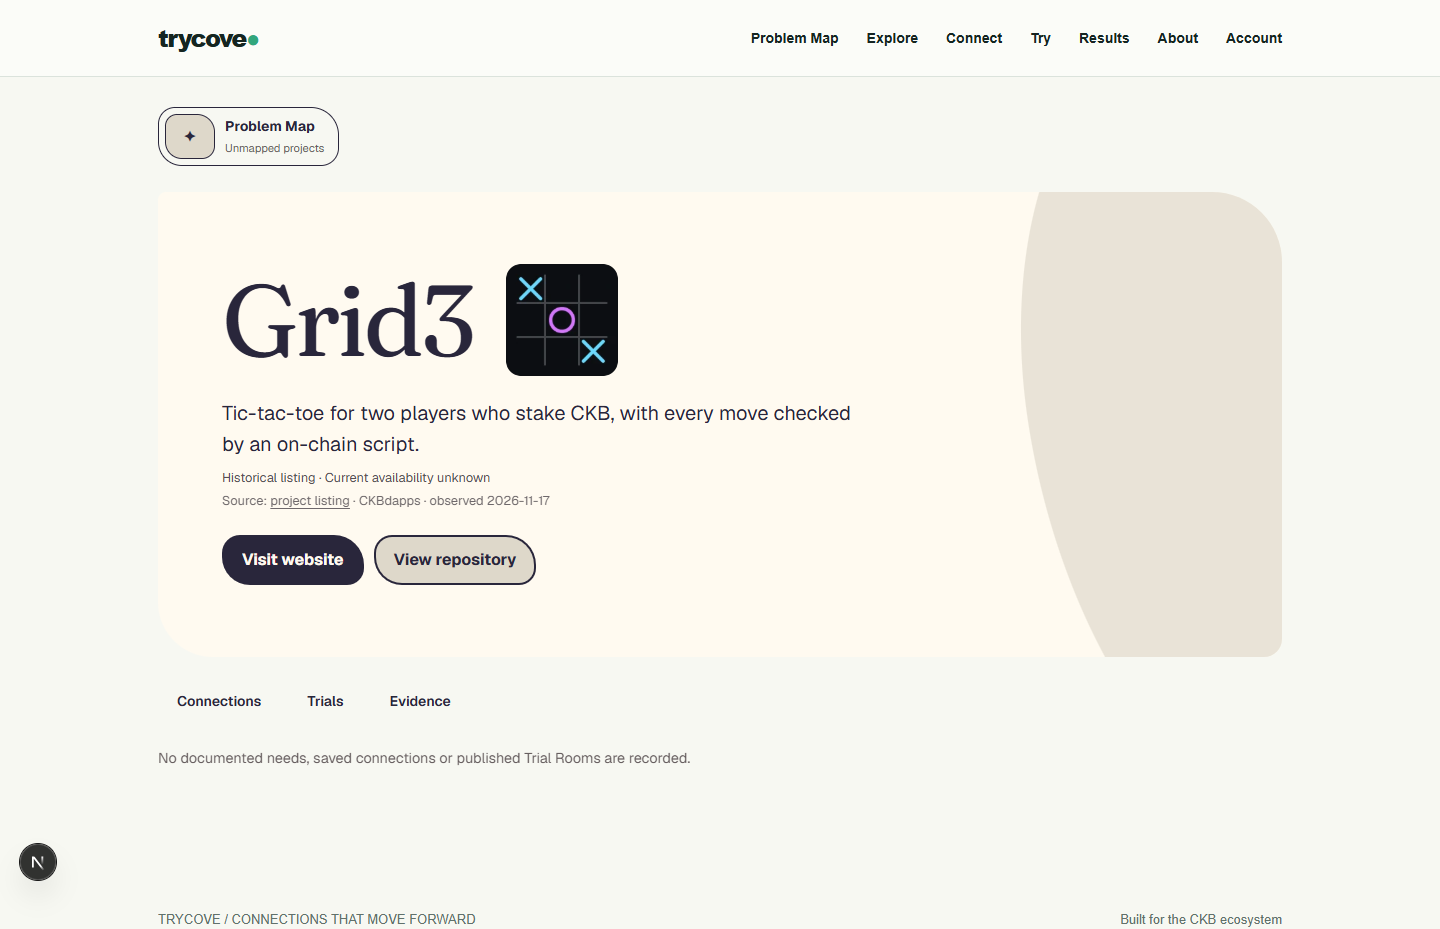 trycove
Problem Map
Explore
Connect
Try
Results
About
Account
✦
Problem Map
Unmapped projects
Grid3
Tic-tac-toe for two players who stake CKB, with every move checked
by an on-chain script.
Historical listing · Current availability unknown
Source: project listing · CKBdapps · observed 2026-11-17
Visit website
View repository
Connections
Trials
Evidence
No documented needs, saved connections or published Trial Rooms are recorded.
N
TRYCOVE / CONNECTIONS THAT MOVE FORWARD
Built for the CKB ecosystem